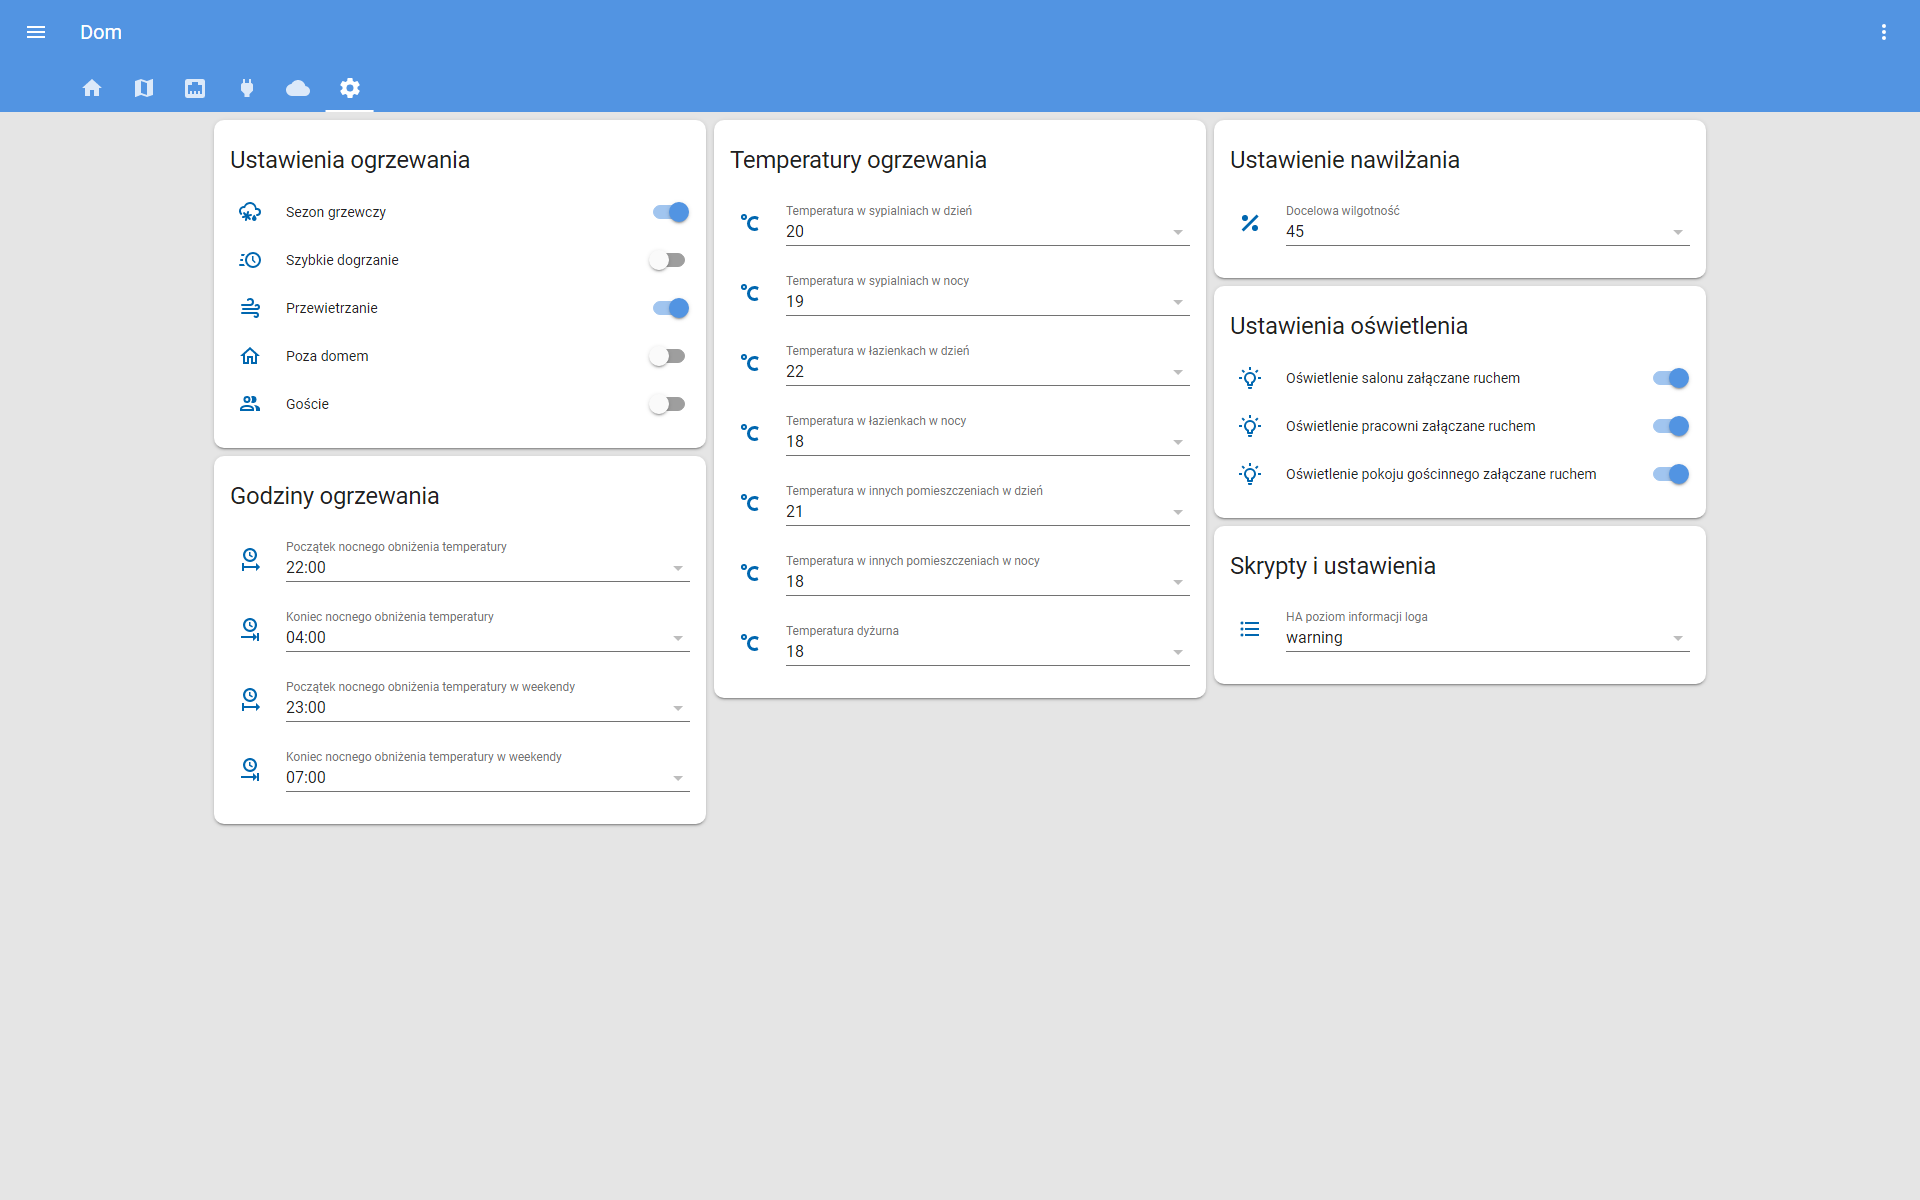 Dom
Ustawienia ogrzewania
Sezon grzewczy
Szybkie dogrzanie
Przewietrzanie
Poza domem
Goście
Godziny ogrzewania
Początek nocnego obniżenia temperatury
22:00
Koniec nocnego obniżenia temperatury
04:00
Początek nocnego obniżenia temperatury w weekendy
23:00
Koniec nocnego obniżenia temperatury w weekendy
07:00
Temperatury ogrzewania
°C
Temperatura w sypialniach w dzień
20
°C
Temperatura w sypialniach w nocy
19
°C
Temperatura w łazienkach w dzień
22
°C
Temperatura w łazienkach w nocy
18
°C
Temperatura w innych pomieszczeniach w dzień
21
°C
Temperatura w innych pomieszczeniach w nocy
18
°C
Temperatura dyżurna
18
Ustawienie nawilżania
%
Docelowa wilgotność
45
Ustawienia oświetlenia
Oświetlenie salonu załączane ruchem
Oświetlenie pracowni załączane ruchem
Oświetlenie pokoju gościnnego załączane ruchem
Skrypty i ustawienia
HA poziom informacji loga
warning